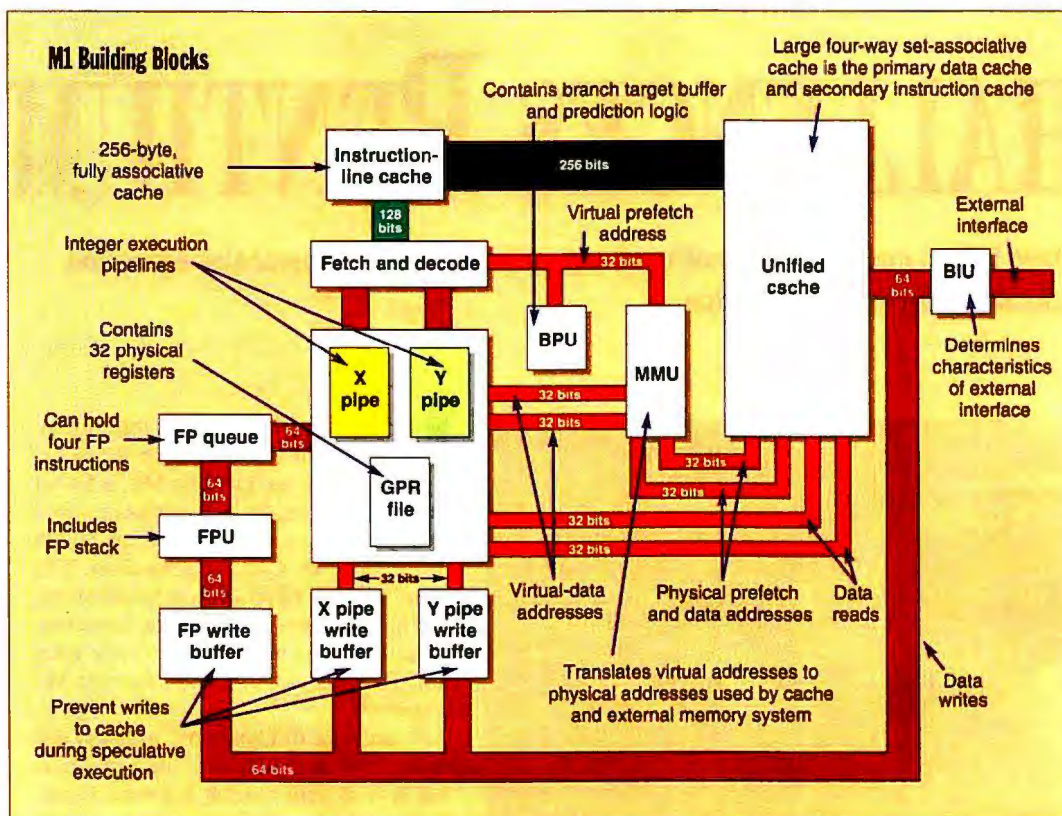 M1 Building Blocks
Large four-way set-associative
cache is the primary data cache
and secondary instruction cache
Contains branch target buffer
and prediction logic
256-byte,
fully associative
cache
Instruction-
line cache
256 bits
128
bits
Virtual prefetch
address
External
interface
Integer execution
pipelines
Fetch and decode
32 bits
Unified
csche
64
bits
BIU
Contains
32 physical
registers
X
pipe
Y
pipe
BPU
MMU
Determines
characteristics
of external
interface
32 bits
32 bits
Can hold
four FP
instructions
FP queue
64
bits
GPR
file
32 bits
32 bits
64
bits
Includes
FP stack
FPU
32 bits
32 bits
64
bits
32 bits
Virtual-data
addresses
Physical prefetch
and data addresses
Data
reads
FP write
buffer
X pipe
write
buffer
Y pipe
write
buffer
Translates virtual addresses to
physical addresses used by cache
and external memory system
Data
writes
Prevent writes
to cache
during speculative
execution
64 bits